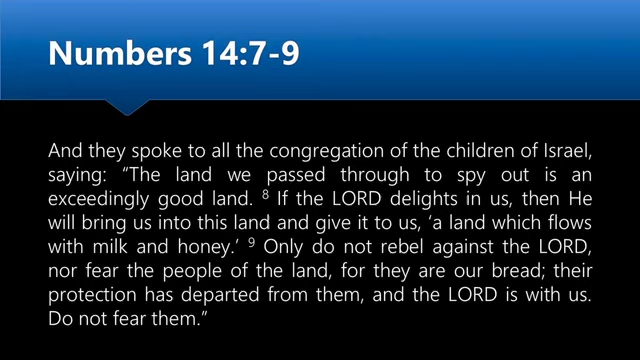 Numbers 14:7-9
And they spoke to all the congregation of the children of Israel,
saying: “The land we passed through to spy out is an
exceedingly good land. ⁸ If the LORD delights in us, then He
will bring us into this land and give it to us, ‘a land which flows
with milk and honey.’ ⁹ Only do not rebel against the LORD,
nor fear the people of the land, for they are our bread; their
protection has departed from them, and the LORD is with us.
Do not fear them.”